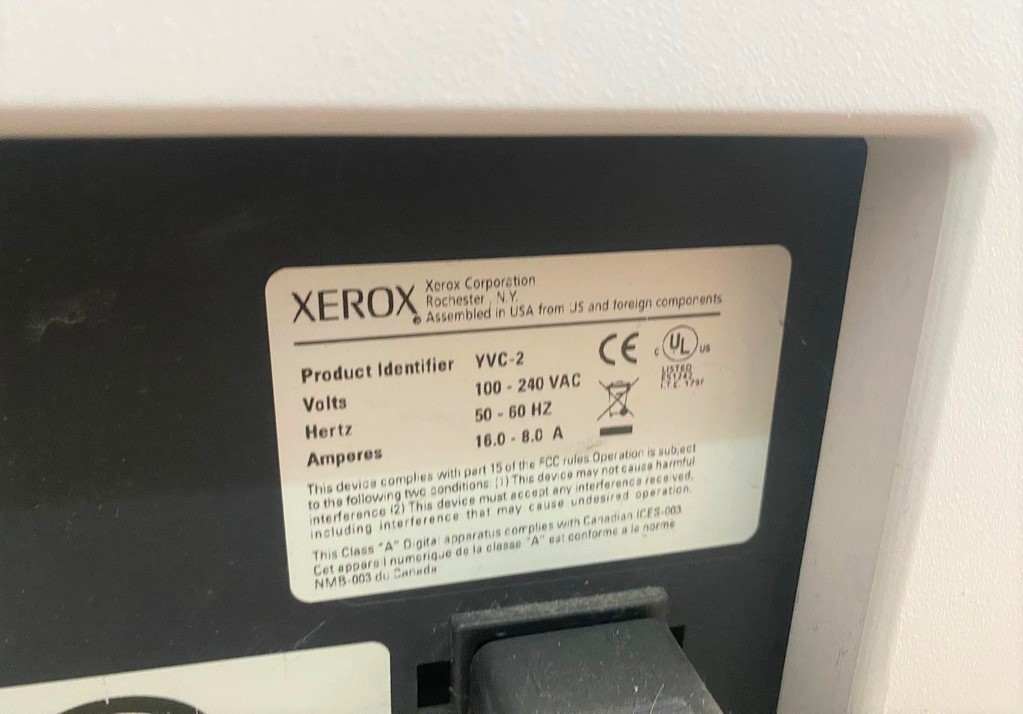 XEROX®
Xerox Corporation
Rochester, N.Y.
Assembled in USA from US and foreign components
Product Identifier YVC-2
Volts 100 - 240 VAC
Hertz 50 - 60 HZ
Amperes 16.0 - 8.0 A
CE
C UL US
LISTED
I.T.E.
This device complies with part 15 of the FCC rules Operation is subject
to the following two conditions: (1) This device may not cause harmful
interference (2) This device must accept any interference received,
including interference that may cause undesired operation.
This Class "A" Digital apparatus complies with Canadian ICES-003
Cet appareil numerique de la classe "A" est conforme a le norme
NMB-003 du Canada